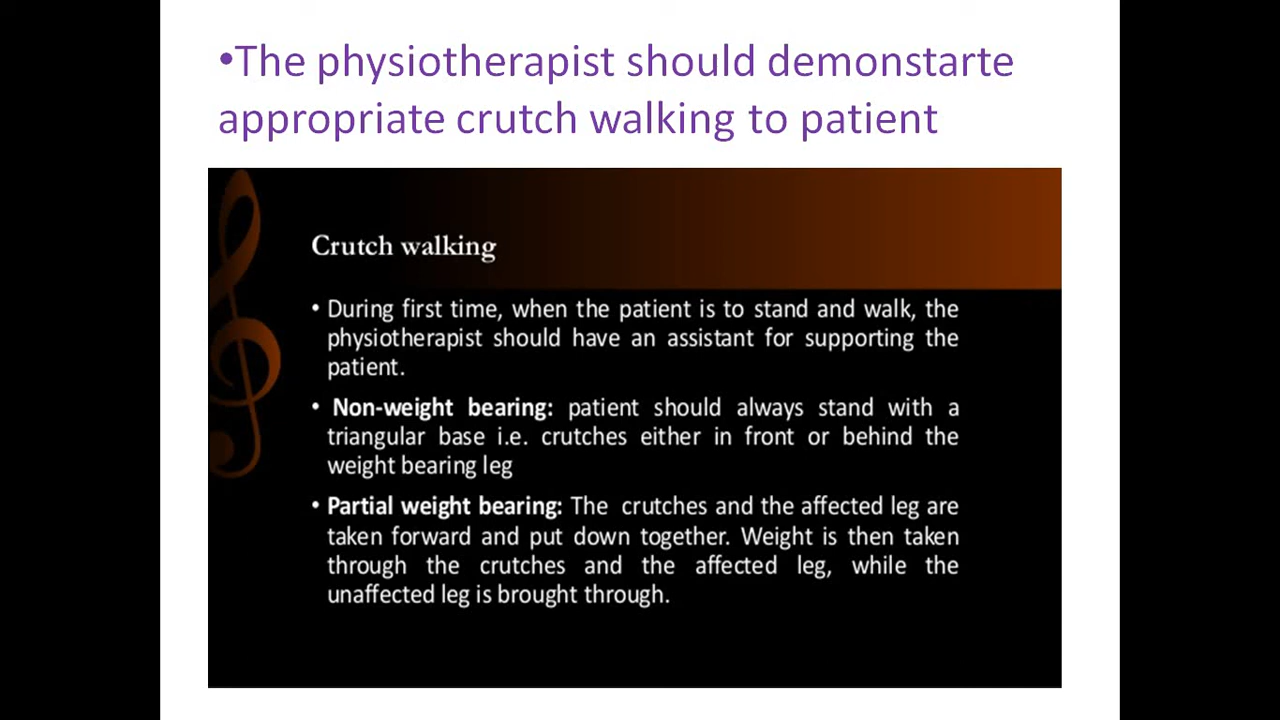 •The physiotherapist should demonstarte
appropriate crutch walking to patient
Crutch walking
• During first time, when the patient is to stand and walk, the
physiotherapist should have an assistant for supporting the
patient.
• Non-weight bearing: patient should always stand with a
triangular base i.e. crutches either in front or behind the
weight bearing leg
• Partial weight bearing: The crutches and the affected leg are
taken forward and put down together. Weight is then taken
through the crutches and the affected leg, while the
unaffected leg is brought through.